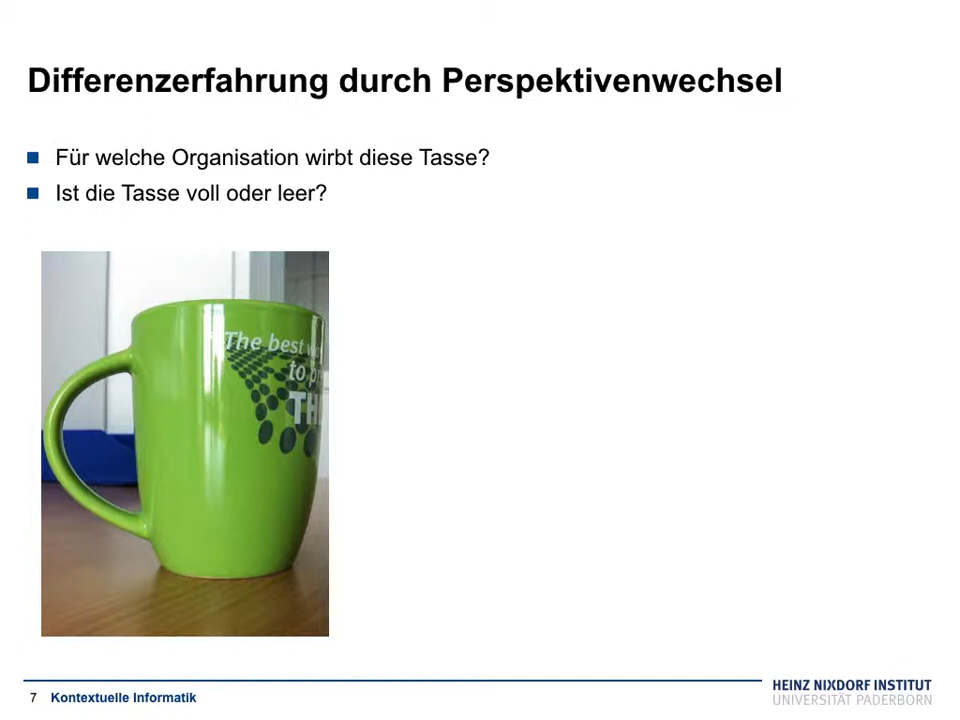 Differenzerfahrung durch Perspektivenwechsel
Für welche Organisation wirbt diese Tasse?
Ist die Tasse voll oder leer?
The best
to
7 Kontextuelle Informatik
HEINZ NIXDORF INSTITUT
UNIVERSITÄT PADERBORN